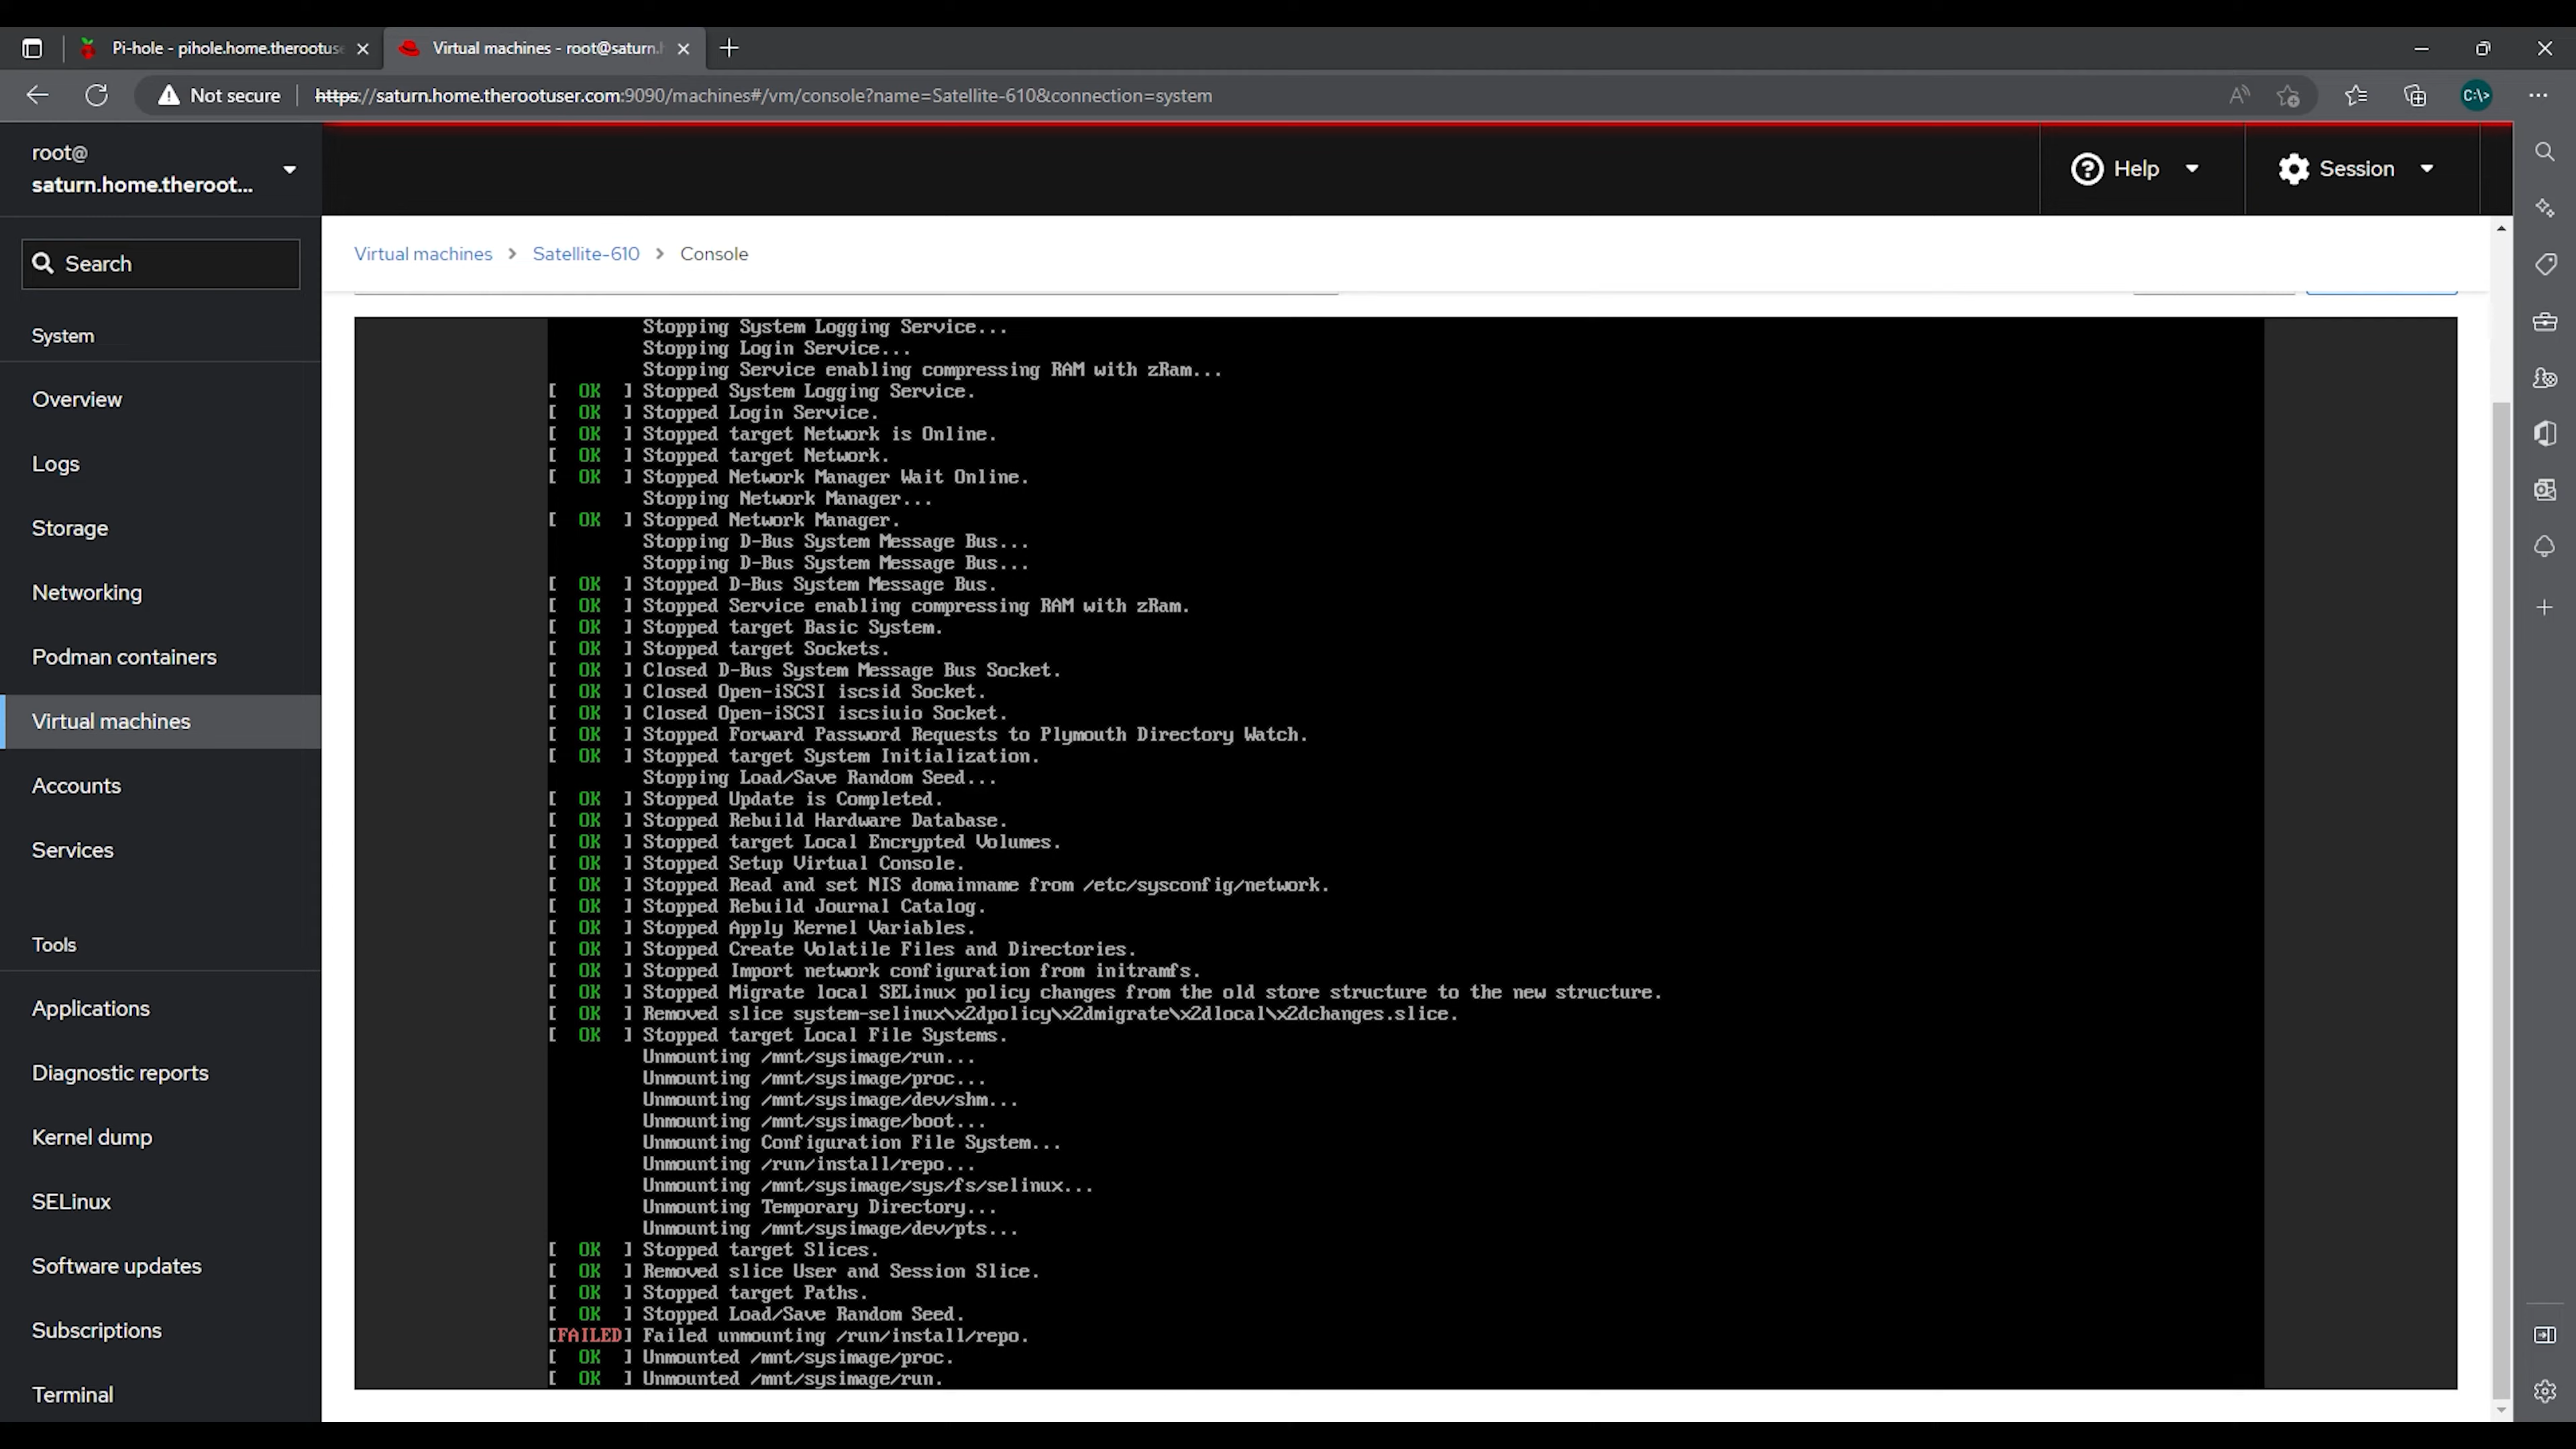 Pi-hole - pihole.home.therootuse
Virtual machines - root@saturn.h
Not secure
https://saturn.home.therootuser.com:9090/machines#/vm/console?name=Satellite-610&connection=system
C:\>
root@
saturn.home.theroot...
Help
Session
Search
Virtual machines
Satellite-610
Console
System
Overview
Logs
Storage
Networking
Podman containers
Virtual machines
Accounts
Services
Tools
Applications
Diagnostic reports
Kernel dump
SELinux
Software updates
Subscriptions
Terminal
Stopping System Logging Service...
Stopping Login Service...
Stopping Service enabling compressing RAM with zRam...
[  OK  ] Stopped System Logging Service.
[  OK  ] Stopped Login Service.
[  OK  ] Stopped target Network is Online.
[  OK  ] Stopped target Network.
[  OK  ] Stopped Network Manager Wait Online.
Stopping Network Manager...
[  OK  ] Stopped Network Manager.
Stopping D-Bus System Message Bus...
Stopping D-Bus System Message Bus...
[  OK  ] Stopped D-Bus System Message Bus.
[  OK  ] Stopped Service enabling compressing RAM with zRam.
[  OK  ] Stopped target Basic System.
[  OK  ] Stopped target Sockets.
[  OK  ] Closed D-Bus System Message Bus Socket.
[  OK  ] Closed Open-iSCSI iscsid Socket.
[  OK  ] Closed Open-iSCSI iscsiuio Socket.
[  OK  ] Stopped Forward Password Requests to Plymouth Directory Watch.
[  OK  ] Stopped target System Initialization.
Stopping Load/Save Random Seed...
[  OK  ] Stopped Update is Completed.
[  OK  ] Stopped Rebuild Hardware Database.
[  OK  ] Stopped target Local Encrypted Volumes.
[  OK  ] Stopped Setup Virtual Console.
[  OK  ] Stopped Read and set NIS domainname from /etc/sysconfig/network.
[  OK  ] Stopped Rebuild Journal Catalog.
[  OK  ] Stopped Apply Kernel Variables.
[  OK  ] Stopped Create Volatile Files and Directories.
[  OK  ] Stopped Import network configuration from initramfs.
[  OK  ] Stopped Migrate local SELinux policy changes from the old store structure to the new structure.
[  OK  ] Removed slice system-selinux\x2dpolicy\x2dmigrate\x2dlocal\x2dchanges.slice.
[  OK  ] Stopped target Local File Systems.
Unmounting /mnt/sysimage/run...
Unmounting /mnt/sysimage/proc...
Unmounting /mnt/sysimage/dev/shm...
Unmounting /mnt/sysimage/boot...
Unmounting Configuration File System...
Unmounting /run/install/repo...
Unmounting /mnt/sysimage/sys/fs/selinux...
Unmounting Temporary Directory...
Unmounting /mnt/sysimage/dev/pts...
[  OK  ] Stopped target Slices.
[  OK  ] Removed slice User and Session Slice.
[  OK  ] Stopped target Paths.
[  OK  ] Stopped Load/Save Random Seed.
[FAILED] Failed unmounting /run/install/repo.
[  OK  ] Unmounted /mnt/sysimage/proc.
[  OK  ] Unmounted /mnt/sysimage/run.